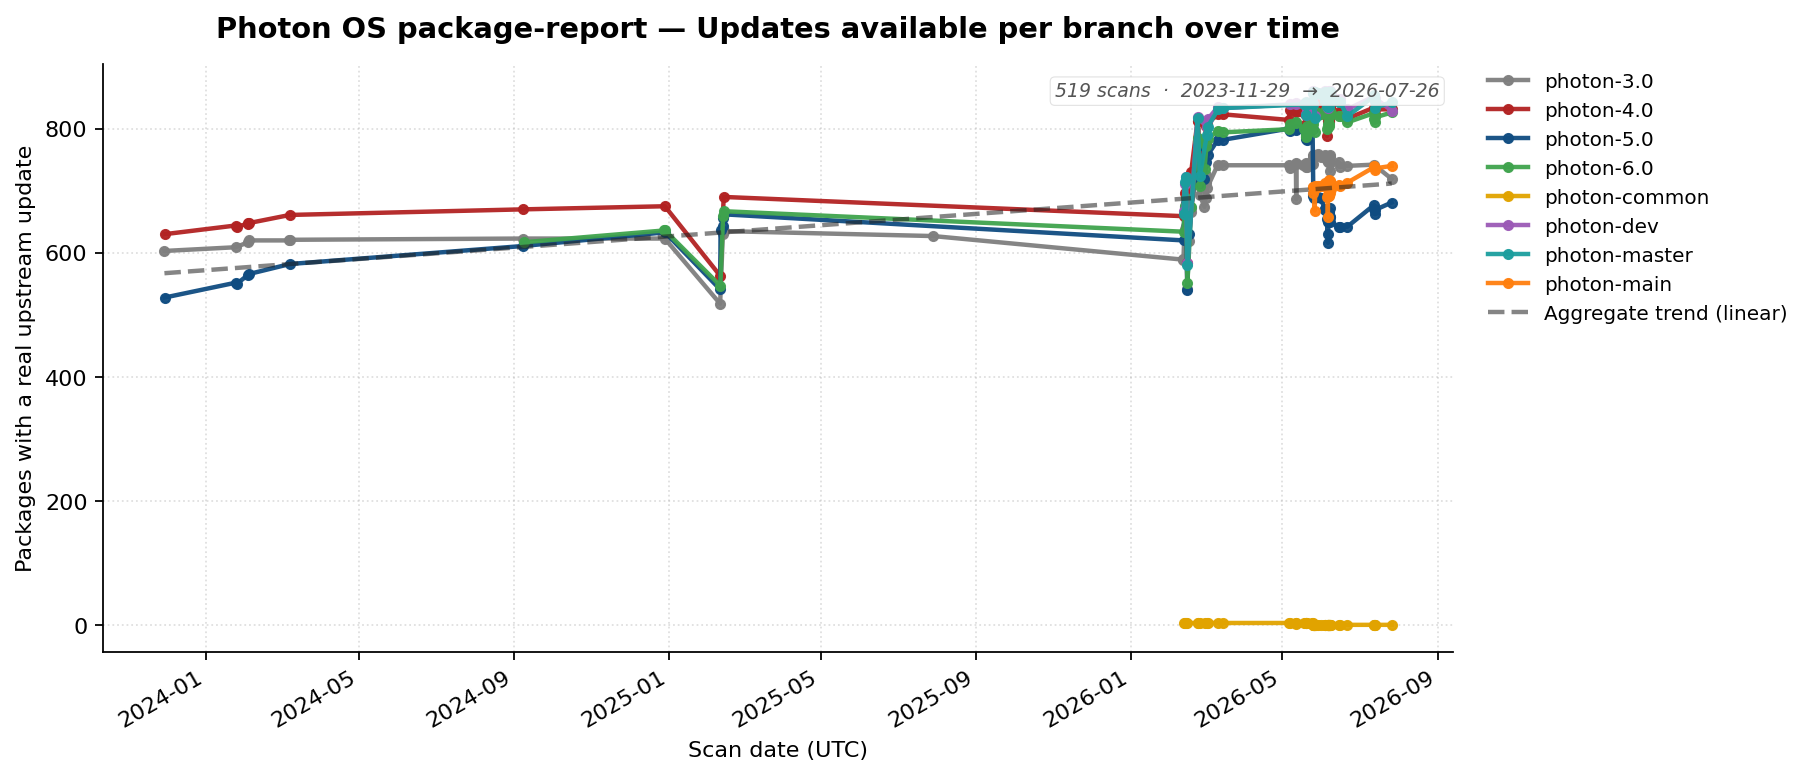 Photon OS package-report — Updates available per branch over time
519 scans · 2023-11-29 → 2026-07-26
Packages with a real upstream update
800
600
400
200
0
2024-01
2024-05
2024-09
2025-01
2025-05
2025-09
2026-01
2026-05
2026-09
Scan date (UTC)
photon-3.0
photon-4.0
photon-5.0
photon-6.0
photon-common
photon-dev
photon-master
photon-main
Aggregate trend (linear)